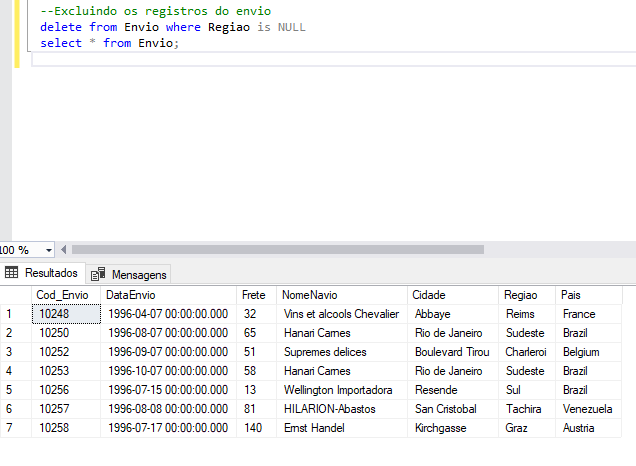 --Excluindo os registros do envio
delete from Envio where Regiao is NULL
select * from Envio;
100 %
Resultados Mensagens
Cod_Envio DataEnvio Frete NomeNavio Cidade Regiao Pais
1 10248 1996-04-07 00:00:00.000 32 Vins et alcools Chevalier Abbaye Reims France
2 10250 1996-08-07 00:00:00.000 65 Hanari Carnes Rio de Janeiro Sudeste Brazil
3 10252 1996-09-07 00:00:00.000 51 Supremes delices Boulevard Tirou Charleroi Belgium
4 10253 1996-10-07 00:00:00.000 58 Hanari Carnes Rio de Janeiro Sudeste Brazil
5 10256 1996-07-15 00:00:00.000 13 Wellington Importadora Resende Sul Brazil
6 10257 1996-08-08 00:00:00.000 81 HILARION-Abastos San Cristobal Tachira Venezuela
7 10258 1996-07-17 00:00:00.000 140 Ernst Handel Kirchgasse Graz Austria